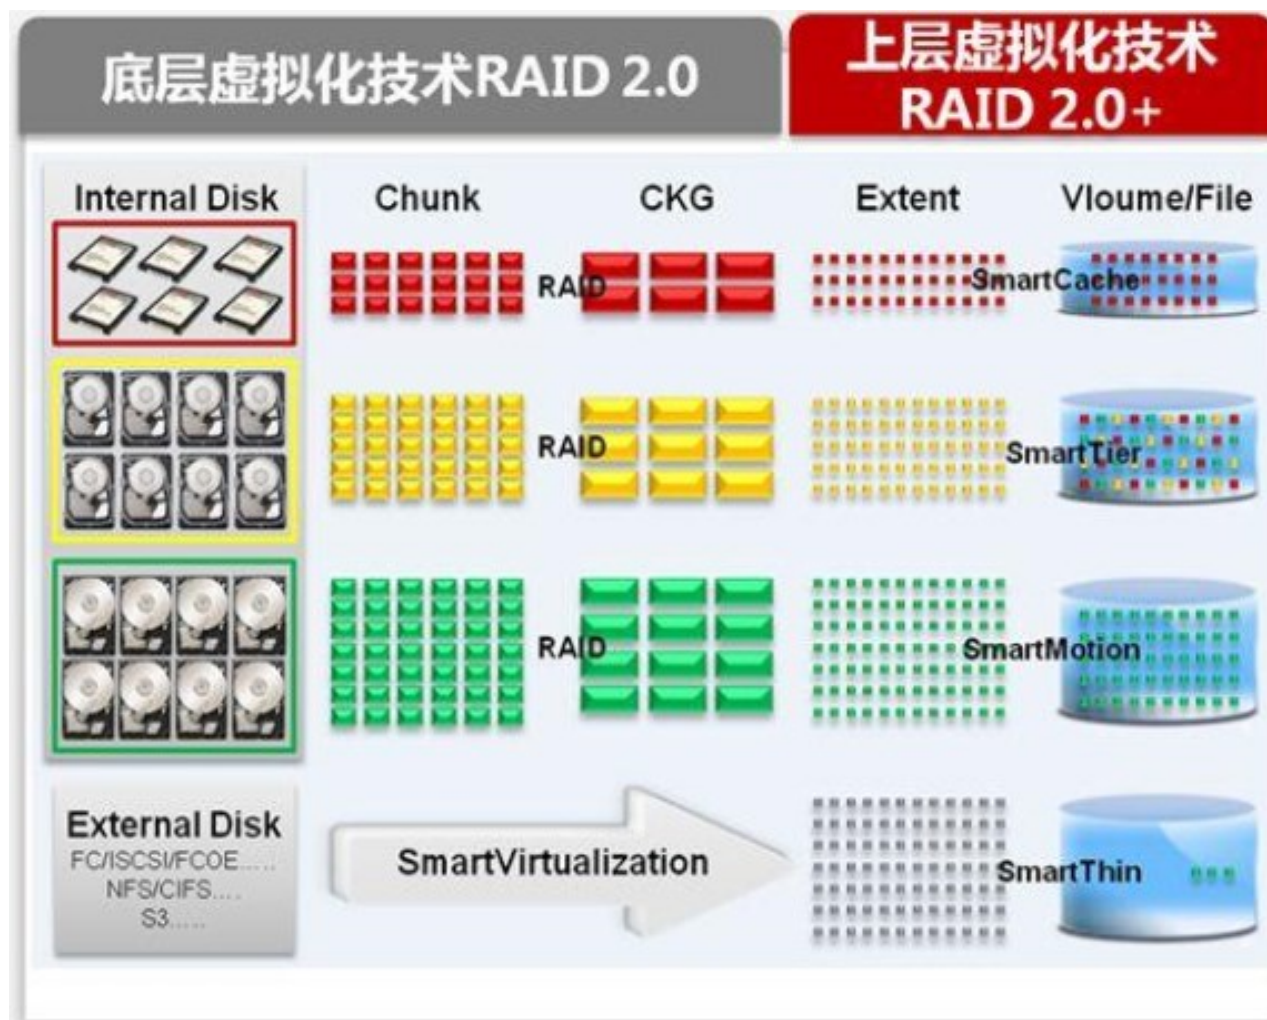 底层虚拟化技术RAID 2.0
上层虚拟化技术
RAID 2.0+
Internal Disk
Chunk
CKG
Extent
Vloume/File
RAID
SmartCache
RAID
SmartTier
RAID
SmartMotion
External Disk
FC/ISCSI/FCOE.....
NFS/CIFS....
S3.....
SmartVirtualization
SmartThin